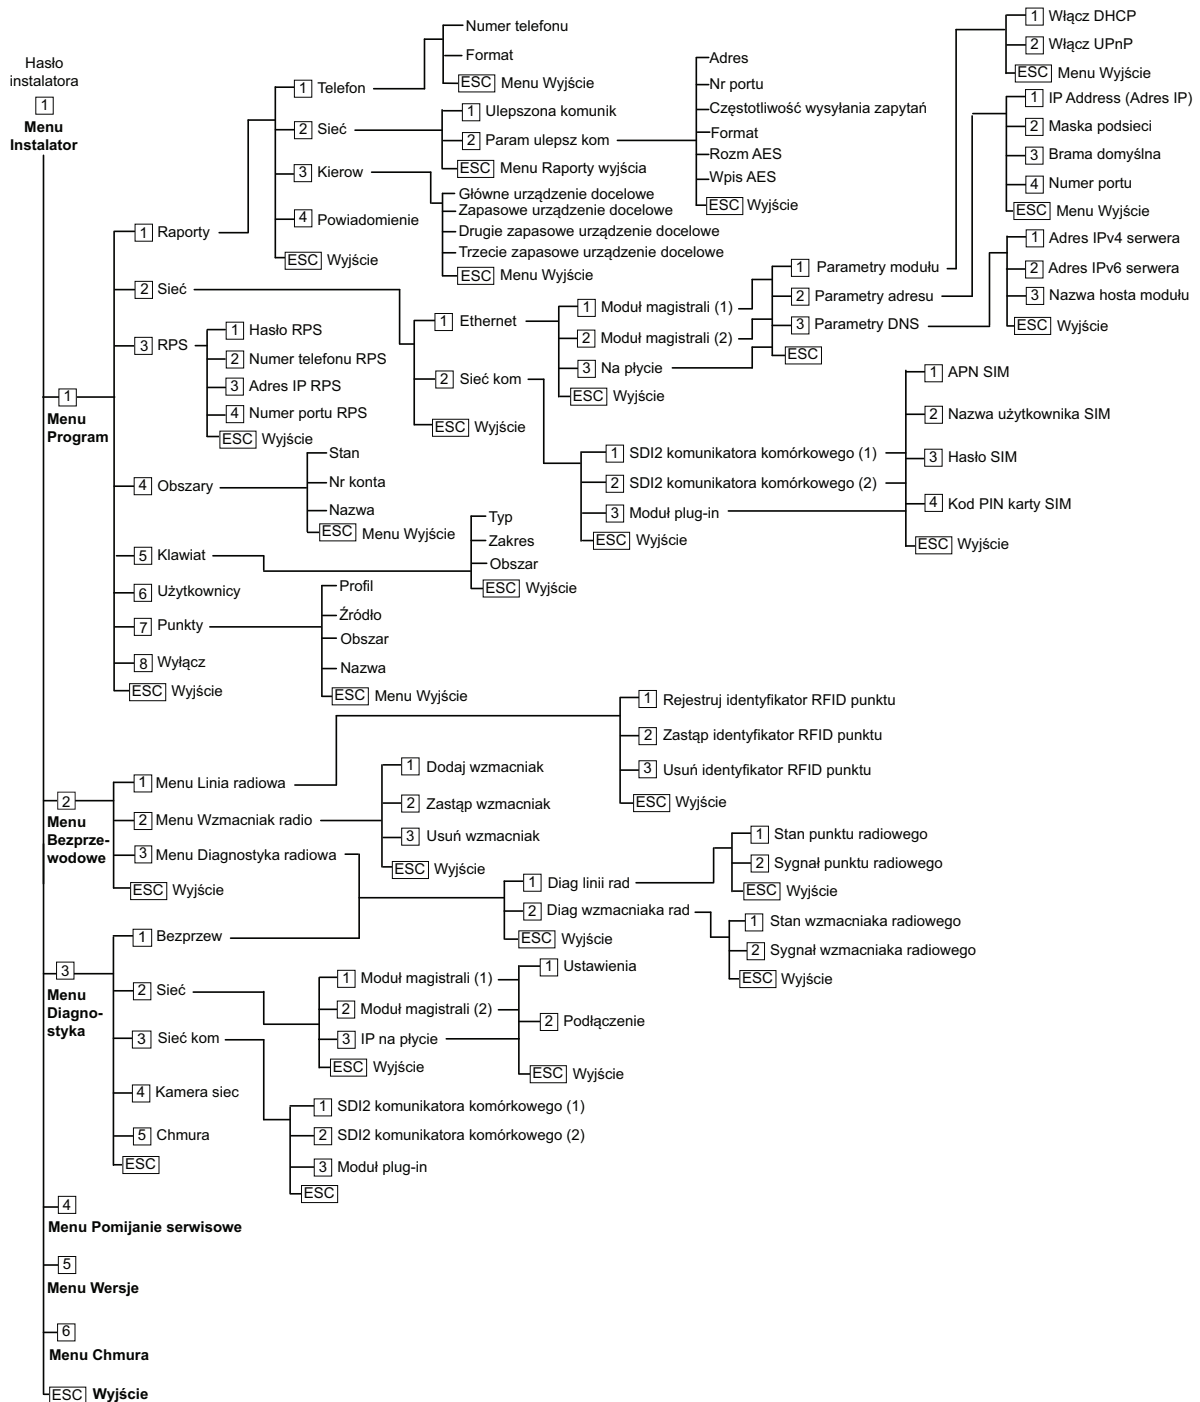 Hasło
instalatora
1
Menu
Instalator
1
Menu
Program
1 Raporty
1 Telefon
Numer telefonu
Format
ESC Menu Wyjście
2 Sieć
1 Ulepszona komunik
2 Param ulepsz kom
Adres
Nr portu
Częstotliwość wysyłania zapytań
Format
Rozm AES
Wpis AES
ESC Wyjście
ESC Menu Raporty wyjścia
3 Kierow
Główne urządzenie docelowe
Zapasowe urządzenie docelowe
Drugie zapasowe urządzenie docelowe
Trzecie zapasowe urządzenie docelowe
ESC Menu Wyjście
4 Powiadomienie
ESC Wyjście
2 Sieć
1 Ethernet
1 Moduł magistrali (1)
2 Moduł magistrali (2)
3 Na płycie
ESC Wyjście
1 Parametry modułu
1 Włącz DHCP
2 Włącz UPnP
ESC Menu Wyjście
2 Parametry adresu
1 IP Address (Adres IP)
2 Maska podsieci
3 Brama domyślna
4 Numer portu
ESC Menu Wyjście
3 Parametry DNS
1 Adres IPv4 serwera
2 Adres IPv6 serwera
3 Nazwa hosta modułu
ESC Wyjście
ESC
2 Sieć kom
1 SDI2 komunikatora komórkowego (1)
2 SDI2 komunikatora komórkowego (2)
3 Moduł plug-in
ESC Wyjście
1 APN SIM
2 Nazwa użytkownika SIM
3 Hasło SIM
4 Kod PIN karty SIM
ESC Wyjście
ESC Wyjście
3 RPS
1 Hasło RPS
2 Numer telefonu RPS
3 Adres IP RPS
4 Numer portu RPS
ESC Wyjście
4 Obszary
Stan
Nr konta
Nazwa
ESC Menu Wyjście
5 Klawiat
Typ
Zakres
Obszar
ESC Wyjście
6 Użytkownicy
7 Punkty
Profil
Źródło
Obszar
Nazwa
ESC Menu Wyjście
8 Wyłącz
ESC Wyjście
2
Menu
Bezprze-
wodowe
1 Menu Linia radiowa
1 Rejestruj identyfikator RFID punktu
2 Zastąp identyfikator RFID punktu
3 Usuń identyfikator RFID punktu
ESC Wyjście
2 Menu Wzmacniak radio
1 Dodaj wzmacniak
2 Zastąp wzmacniak
3 Usuń wzmacniak
ESC Wyjście
3 Menu Diagnostyka radiowa
ESC Wyjście
1 Diag linii rad
1 Stan punktu radiowego
2 Sygnał punktu radiowego
ESC Wyjście
2 Diag wzmacniaka rad
1 Stan wzmacniaka radiowego
2 Sygnał wzmacniaka radiowego
ESC Wyjście
ESC Wyjście
3
Menu
Diagno-
styka
1 Bezprzew
2 Sieć
1 Moduł magistrali (1)
2 Moduł magistrali (2)
3 IP na płycie
ESC Wyjście
1 Ustawienia
2 Podłączenie
ESC Wyjście
3 Sieć kom
1 SDI2 komunikatora komórkowego (1)
2 SDI2 komunikatora komórkowego (2)
3 Moduł plug-in
ESC
4 Kamera siec
5 Chmura
ESC
4
Menu Pomijanie serwisowe
5
Menu Wersje
6
Menu Chmura
ESC Wyjście